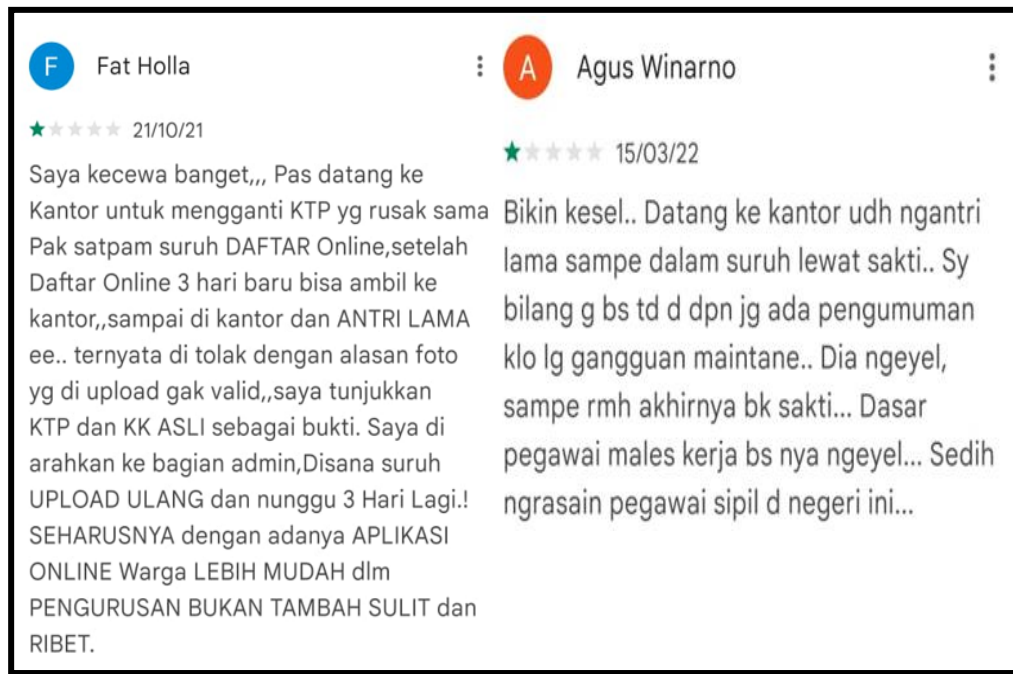 F Fat Holla
21/10/21
Saya kecewa banget,,, Pas datang ke
Kantor untuk mengganti KTP yg rusak sama
Pak satpam suruh DAFTAR Online,setelah
Daftar Online 3 hari baru bisa ambil ke
kantor,,sampai di kantor dan ANTRI LAMA
ee.. ternyata di tolak dengan alasan foto
yg di upload gak valid,,saya tunjukkan
KTP dan KK ASLI sebagai bukti. Saya di
arahkan ke bagian admin,Disana suruh
UPLOAD ULANG dan nunggu 3 Hari Lagi.!
SEHARUSNYA dengan adanya APLIKASI
ONLINE Warga LEBIH MUDAH dlm
PENGURUSAN BUKAN TAMBAH SULIT dan
RIBET.
A Agus Winarno
15/03/22
Bikin kesel.. Datang ke kantor udh ngantri
lama sampe dalam suruh lewat sakti.. Sy
bilang g bs td d dpn jg ada pengumuman
klo lg gangguan maintane.. Dia ngeyel,
sampe rmh akhirnya bk sakti... Dasar
pegawai males kerja bs nya ngeyel... Sedih
ngrasain pegawai sipil d negeri ini...